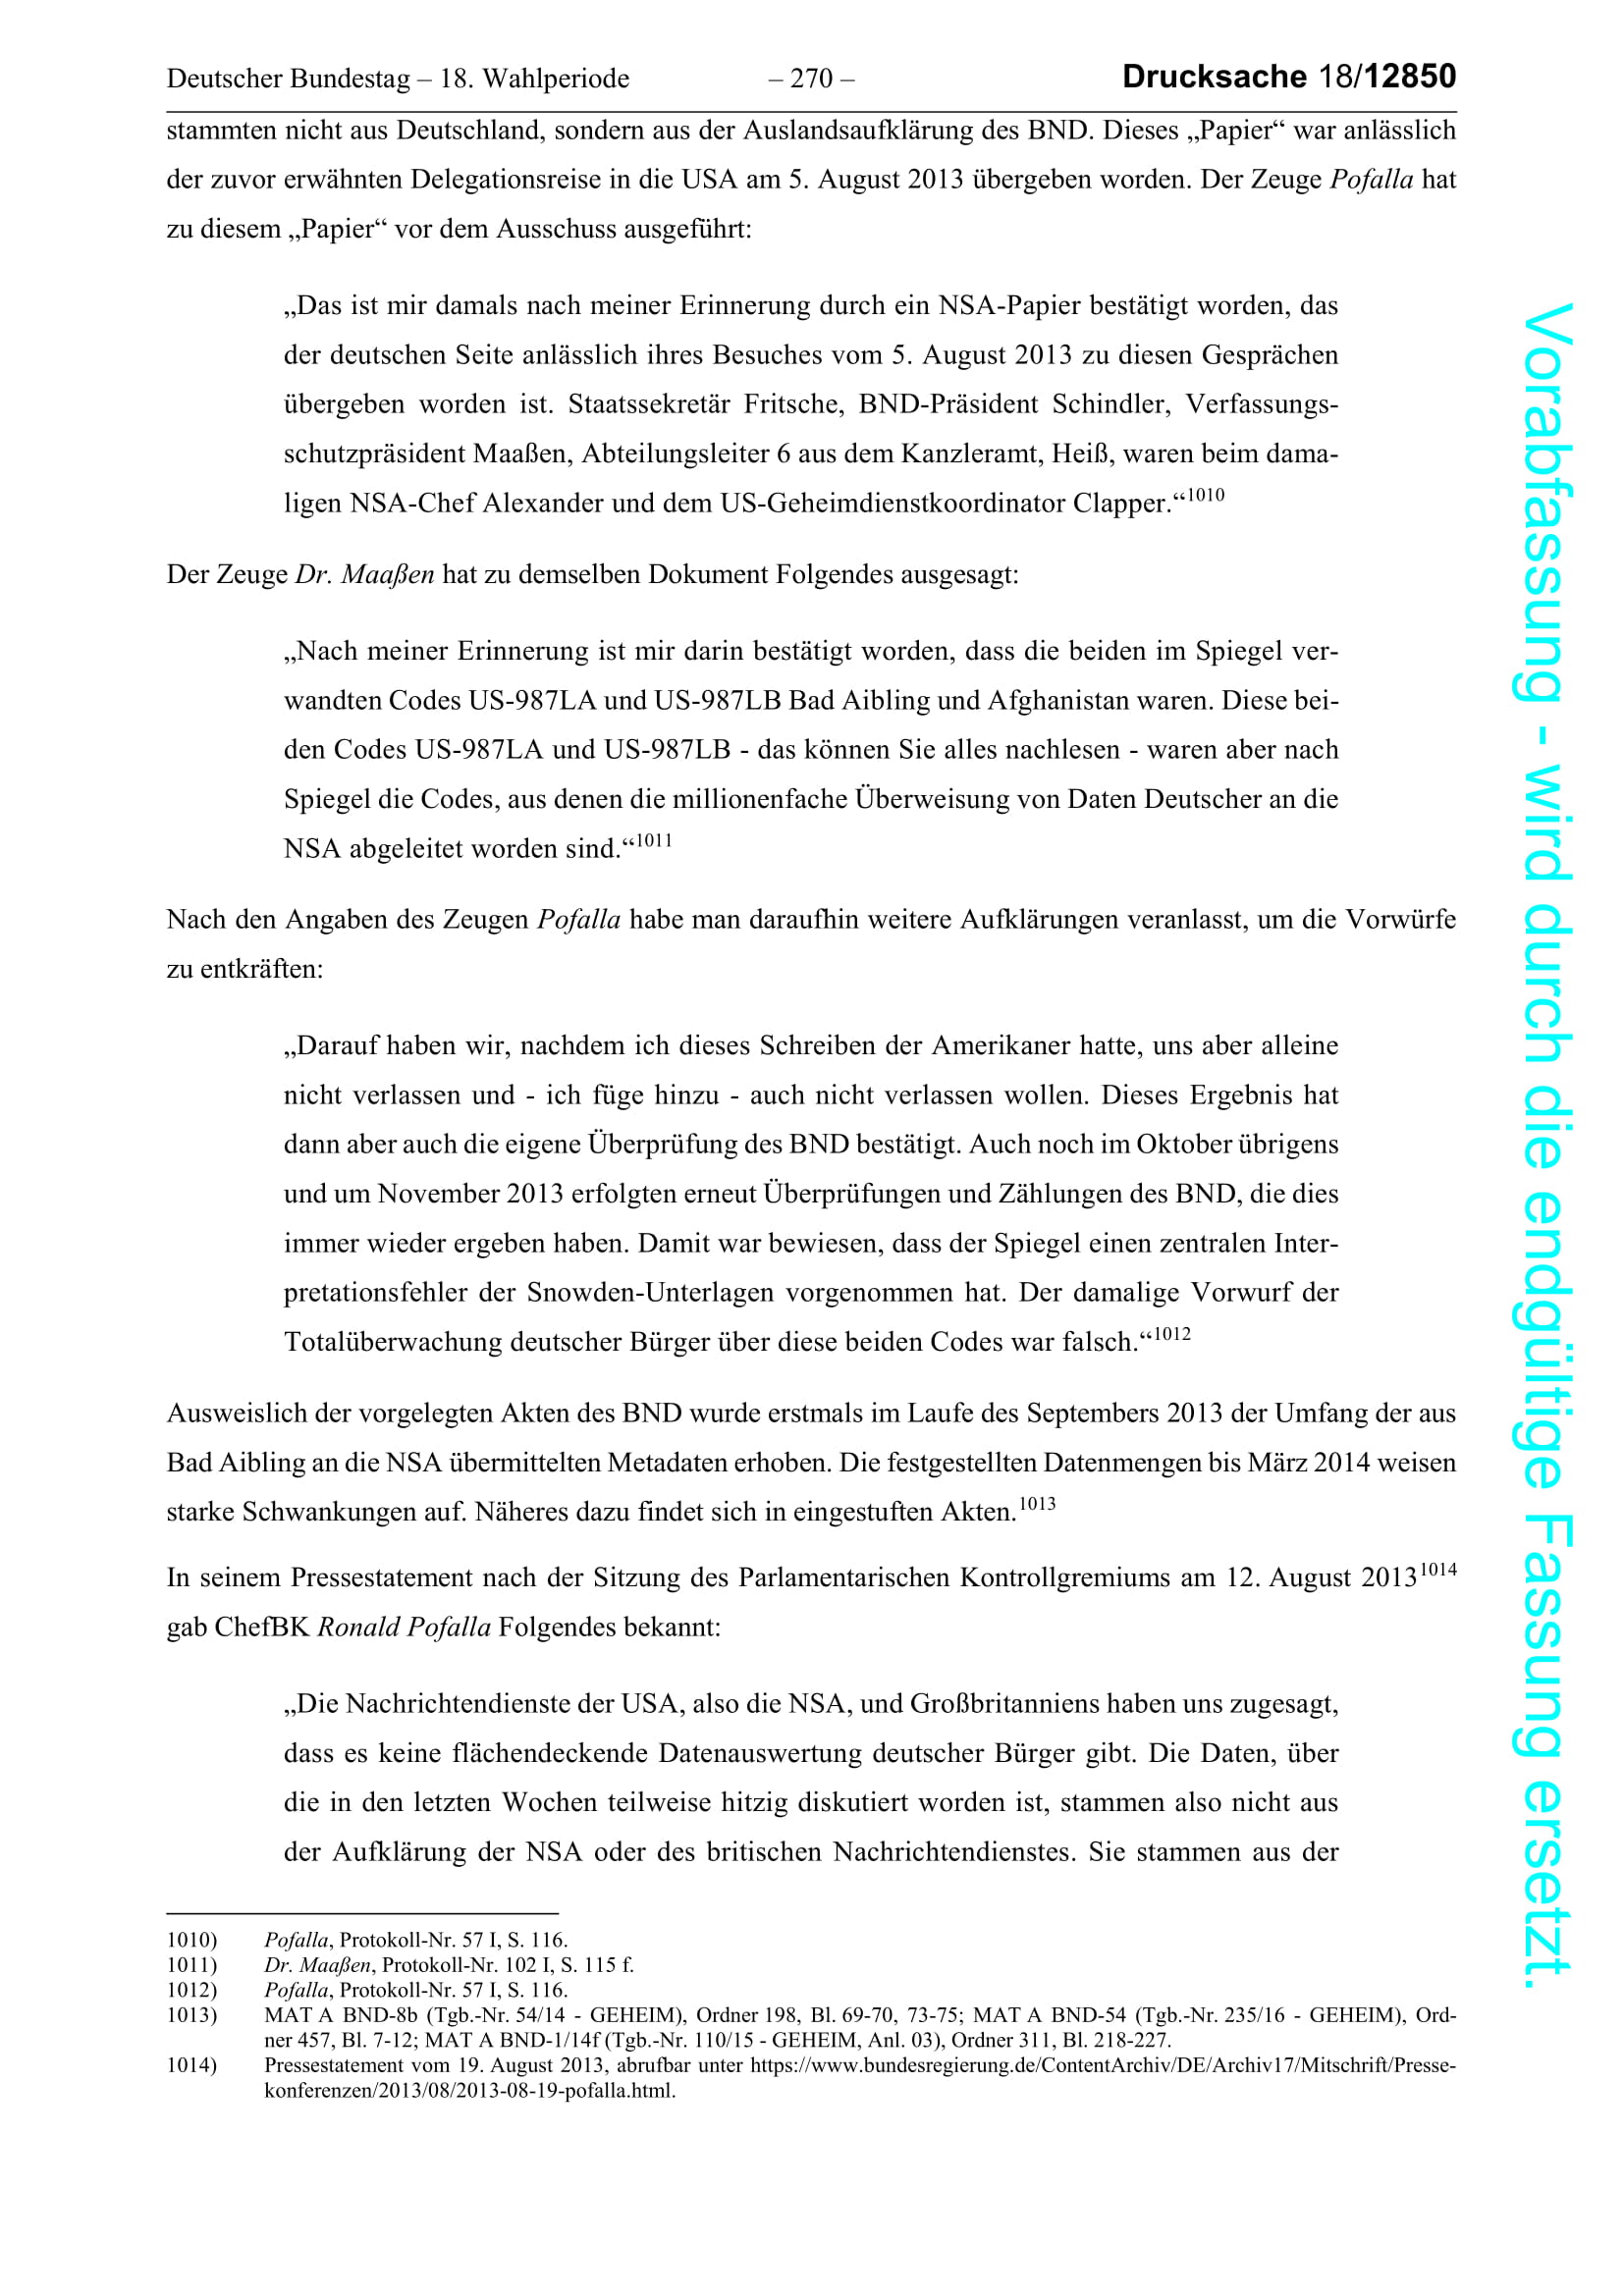 Deutscher Bundestag – 18. Wahlperiode – 270 – Drucksache 18/12850
stammten nicht aus Deutschland, sondern aus der Auslandsaufklärung des BND. Dieses „Papier“ war anlässlich
der zuvor erwähnten Delegationsreise in die USA am 5. August 2013 übergeben worden. Der Zeuge Pofalla hat
zu diesem „Papier“ vor dem Ausschuss ausgeführt:
„Das ist mir damals nach meiner Erinnerung durch ein NSA-Papier bestätigt worden, das
der deutschen Seite anlässlich ihres Besuches vom 5. August 2013 zu diesen Gesprächen
übergeben worden ist. Staatssekretär Fritsche, BND-Präsident Schindler, Verfassungs-
schutzpräsident Maaßen, Abteilungsleiter 6 aus dem Kanzleramt, Heiß, waren beim dama-
ligen NSA-Chef Alexander und dem US-Geheimdienstkoordinator Clapper.“1010
Der Zeuge Dr. Maaßen hat zu demselben Dokument Folgendes ausgesagt:
„Nach meiner Erinnerung ist mir darin bestätigt worden, dass die beiden im Spiegel ver-
wandten Codes US-987LA und US-987LB Bad Aibling und Afghanistan waren. Diese bei-
den Codes US-987LA und US-987LB - das können Sie alles nachlesen - waren aber nach
Spiegel die Codes, aus denen die millionenfache Überweisung von Daten Deutscher an die
NSA abgeleitet worden sind.“1011
Nach den Angaben des Zeugen Pofalla habe man daraufhin weitere Aufklärungen veranlasst, um die Vorwürfe
zu entkräften:
„Darauf haben wir, nachdem ich dieses Schreiben der Amerikaner hatte, uns aber alleine
nicht verlassen und - ich füge hinzu - auch nicht verlassen wollen. Dieses Ergebnis hat
dann aber auch die eigene Überprüfung des BND bestätigt. Auch noch im Oktober übrigens
und um November 2013 erfolgten erneut Überprüfungen und Zählungen des BND, die dies
immer wieder ergeben haben. Damit war bewiesen, dass der Spiegel einen zentralen Inter-
pretationsfehler der Snowden-Unterlagen vorgenommen hat. Der damalige Vorwurf der
Totalüberwachung deutscher Bürger über diese beiden Codes war falsch.“1012
Ausweislich der vorgelegten Akten des BND wurde erstmals im Laufe des Septembers 2013 der Umfang der aus
Bad Aibling an die NSA übermittelten Metadaten erhoben. Die festgestellten Datenmengen bis März 2014 weisen
starke Schwankungen auf. Näheres dazu findet sich in eingestuften Akten.1013
In seinem Pressestatement nach der Sitzung des Parlamentarischen Kontrollgremiums am 12. August 20131014
gab ChefBK Ronald Pofalla Folgendes bekannt:
„Die Nachrichtendienste der USA, also die NSA, und Großbritanniens haben uns zugesagt,
dass es keine flächendeckende Datenauswertung deutscher Bürger gibt. Die Daten, über
die in den letzten Wochen teilweise hitzig diskutiert worden ist, stammen also nicht aus
der Aufklärung der NSA oder des britischen Nachrichtendienstes. Sie stammen aus der
1010) Pofalla, Protokoll-Nr. 57 I, S. 116.
1011) Dr. Maaßen, Protokoll-Nr. 102 I, S. 115 f.
1012) Pofalla, Protokoll-Nr. 57 I, S. 116.
1013) MAT A BND-8b (Tgb.-Nr. 54/14 - GEHEIM), Ordner 198, Bl. 69-70, 73-75; MAT A BND-54 (Tgb.-Nr. 235/16 - GEHEIM), Ord-
ner 457, Bl. 7-12; MAT A BND-1/14f (Tgb.-Nr. 110/15 - GEHEIM, Anl. 03), Ordner 311, Bl. 218-227.
1014) Pressestatement vom 19. August 2013, abrufbar unter https://www.bundesregierung.de/ContentArchiv/DE/Archiv17/Mitschrift/Presse-
konferenzen/2013/08/2013-08-19-pofalla.html.
Vorabfassung - wird durch die endgültige Fassung ersetzt.